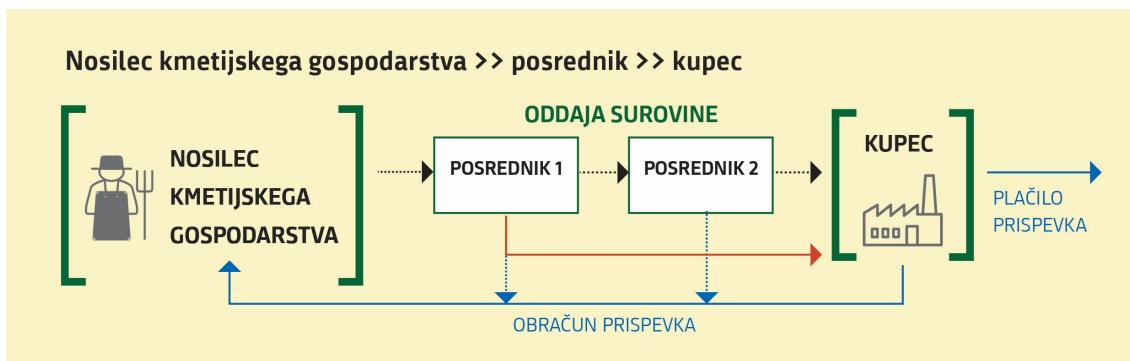 Nosilec kmetijskega gospodarstva >> posrednik >> kupec
ODDAJA SUROVINE
NOSILEC
KMETIJSKEGA
GOSPODARSTVA
POSREDNIK 1
POSREDNIK 2
KUPEC
PLAČILO
PRISPEVKA
OBRAČUN PRISPEVKA